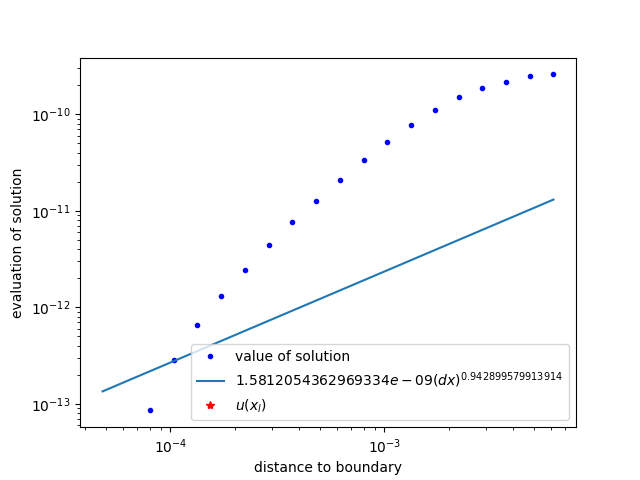 evaluation of solution
10⁻¹⁰
10⁻¹¹
10⁻¹²
10⁻¹³
value of solution
1.5812054362969334e − 09(dx)^0.942899579913914
u(x_l)
10⁻⁴
10⁻³
distance to boundary